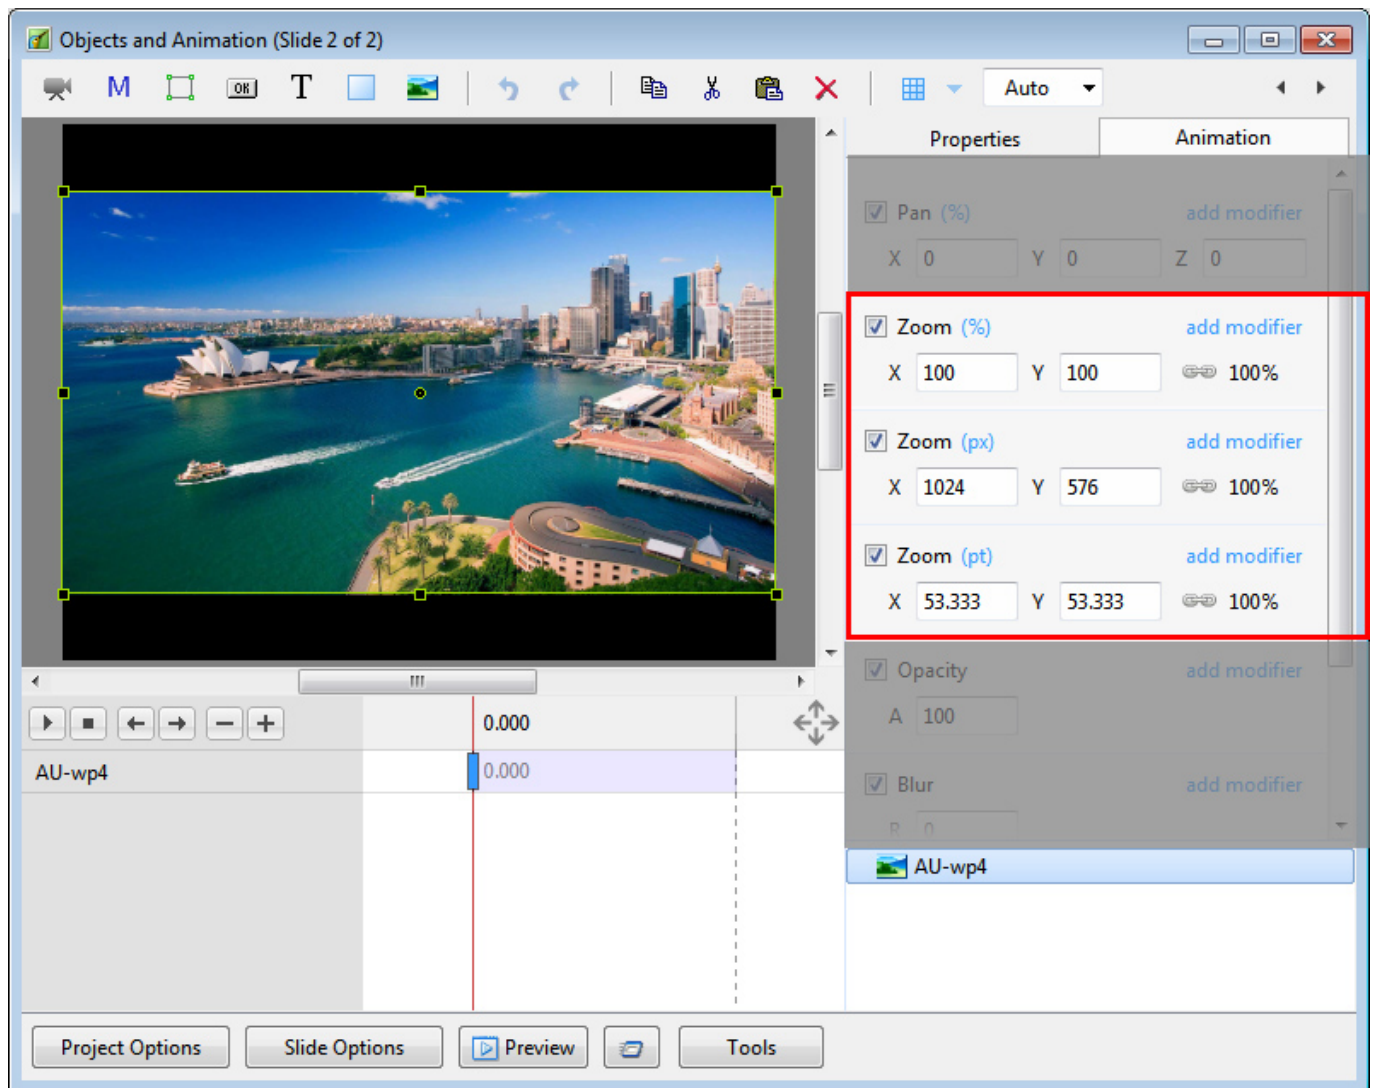 Objects and Animation (Slide 2 of 2)
M OK T Auto
Properties Animation
Pan (%) add modifier
X 0 Y 0 Z 0
Zoom (%) add modifier
X 100 Y 100 100%
Zoom (px) add modifier
X 1024 Y 576 100%
Zoom (pt) add modifier
X 53.333 Y 53.333 100%
Opacity add modifier
A 100
Blur add modifier
R 0
0.000
AU-wp4 0.000
AU-wp4
Project Options Slide Options Preview Tools